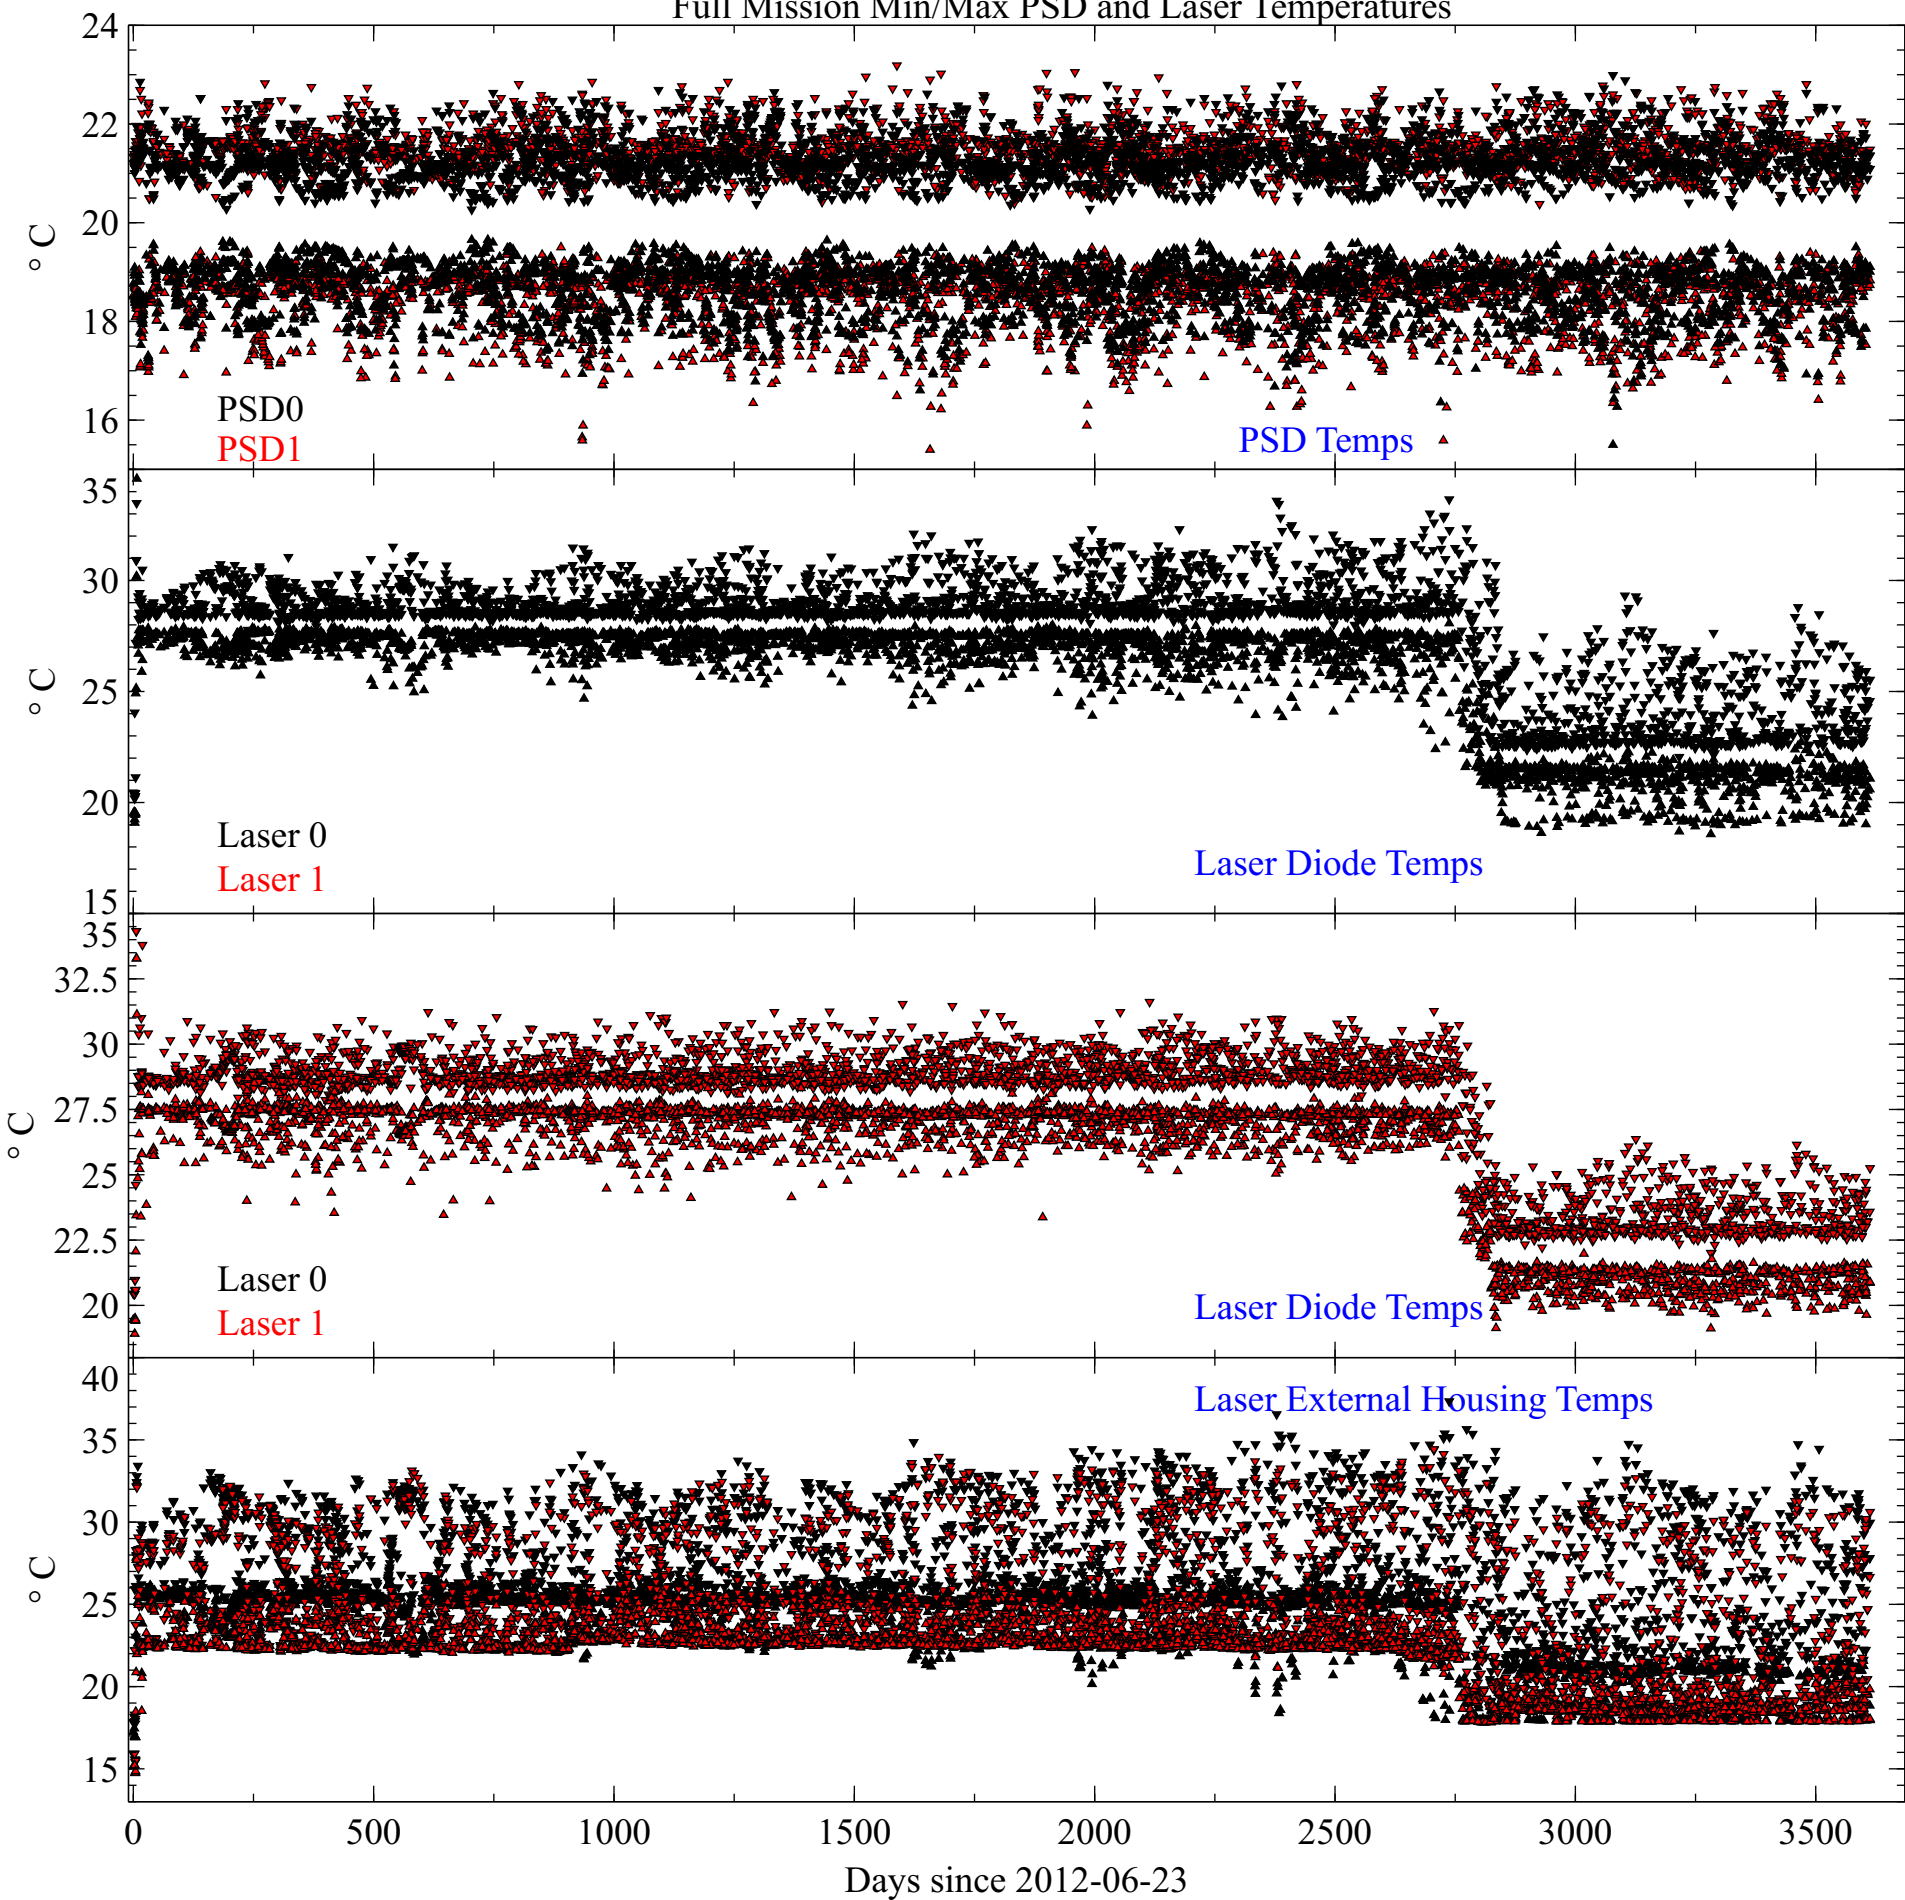 Full Mission Min/Max PSD and Laser Temperatures
24
22
20
18
16
° C
PSD0
PSD1
PSD Temps
35
30
25
20
15
° C
Laser 0
Laser 1
Laser Diode Temps
35
32.5
30
27.5
25
22.5
20
° C
Laser 0
Laser 1
Laser Diode Temps
40
35
30
25
20
15
° C
Laser External Housing Temps
0 500 1000 1500 2000 2500 3000 3500
Days since 2012-06-23